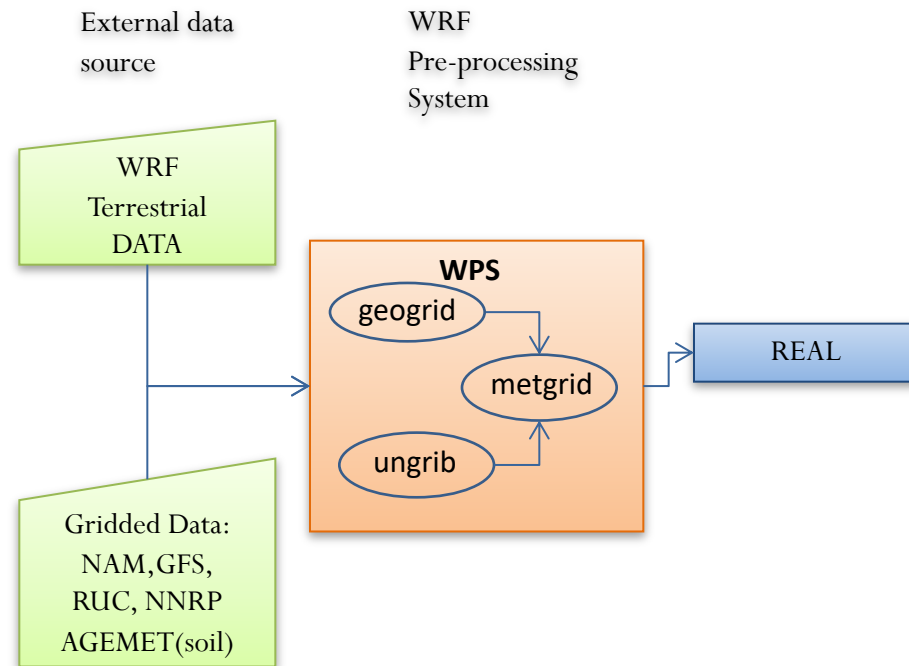 External data
source
WRF
Pre-processing
System
WRF
Terrestrial
DATA
WPS
geogrid
metgrid
ungrib
REAL
Gridded Data:
NAM,GFS,
RUC, NNRP
AGEMET(soil)